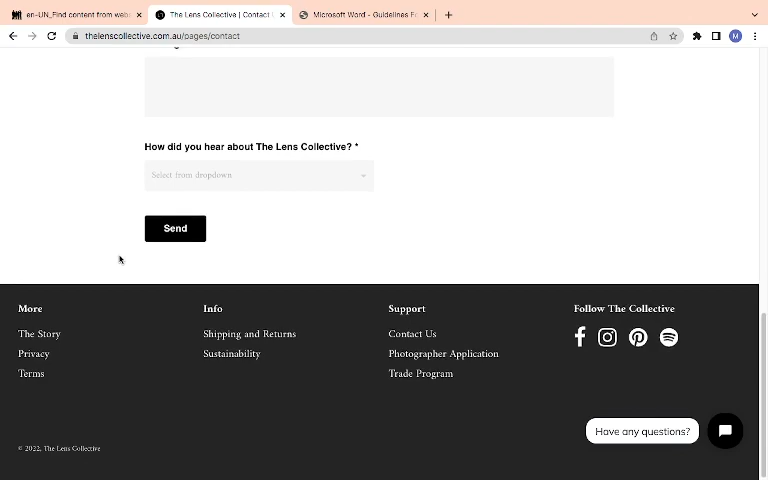 en-UN_Find content from web
The Lens Collective | Contact
Microsoft Word - Guidelines F
thelenscollective.com.au/pages/contact
M
How did you hear about The Lens Collective? *
Select from dropdown
Send
More
Info
Support
Follow The Collective
The Story
Shipping and Returns
Contact Us
Privacy
Sustainability
Photographer Application
Terms
Trade Program
Have any questions?
© 2022, The Lens Collective